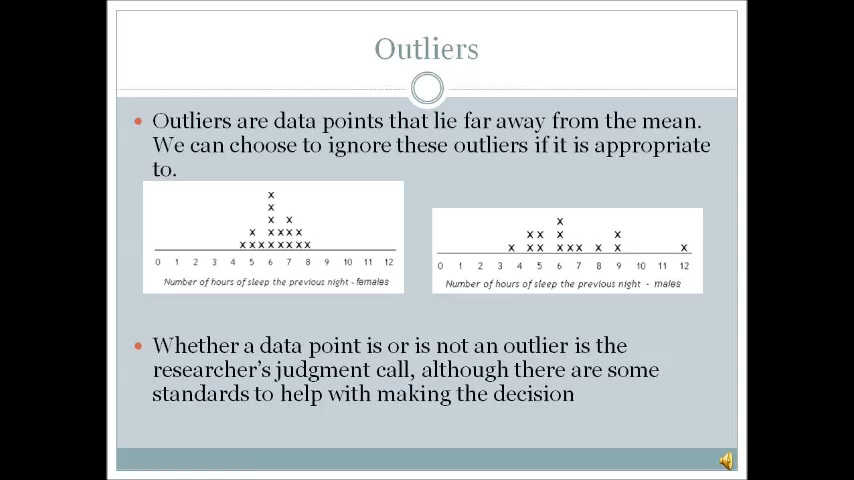 Outliers
• Outliers are data points that lie far away from the mean.
We can choose to ignore these outliers if it is appropriate
to.
x
x
x x
x x x x x
x x x x x x x x
0 1 2 3 4 5 6 7 8 9 10 11 12
Number of hours of sleep the previous night - females
x
x x x x
x x x x x x x x x
0 1 2 3 4 5 6 7 8 9 10 11 12
Number of hours of sleep the previous night - males
• Whether a data point is or is not an outlier is the
researcher's judgment call, although there are some
standards to help with making the decision